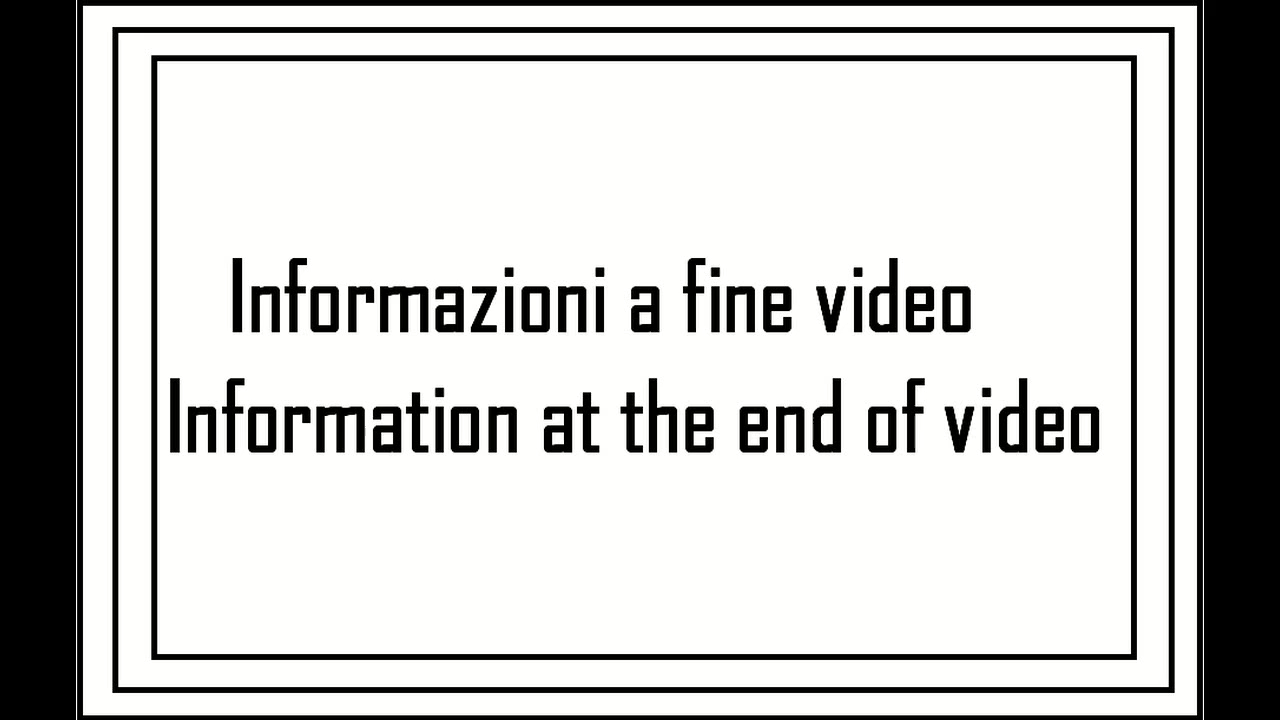 Informazioni a fine video
Information at the end of video